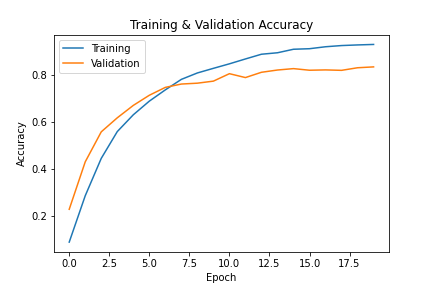 Training & Validation Accuracy
Training
Validation
Accuracy
0.8
0.6
0.4
0.2
0.0 2.5 5.0 7.5 10.0 12.5 15.0 17.5
Epoch